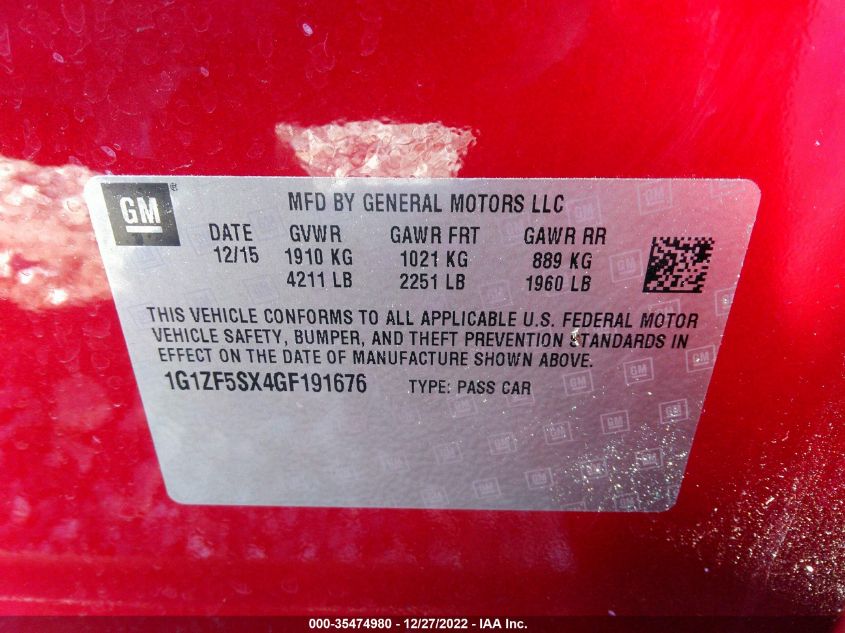 GM ®
MFD BY GENERAL MOTORS LLC
DATE GVWR GAWR FRT GAWR RR
12/15 1910 KG 1021 KG 889 KG
4211 LB 2251 LB 1960 LB
THIS VEHICLE CONFORMS TO ALL APPLICABLE U.S. FEDERAL MOTOR
VEHICLE SAFETY, BUMPER, AND THEFT PREVENTION STANDARDS IN
EFFECT ON THE DATE OF MANUFACTURE SHOWN ABOVE.
1G1ZF5SX4GF191676 TYPE: PASS CAR
000-35474980 - 12/27/2022 - IAA Inc.